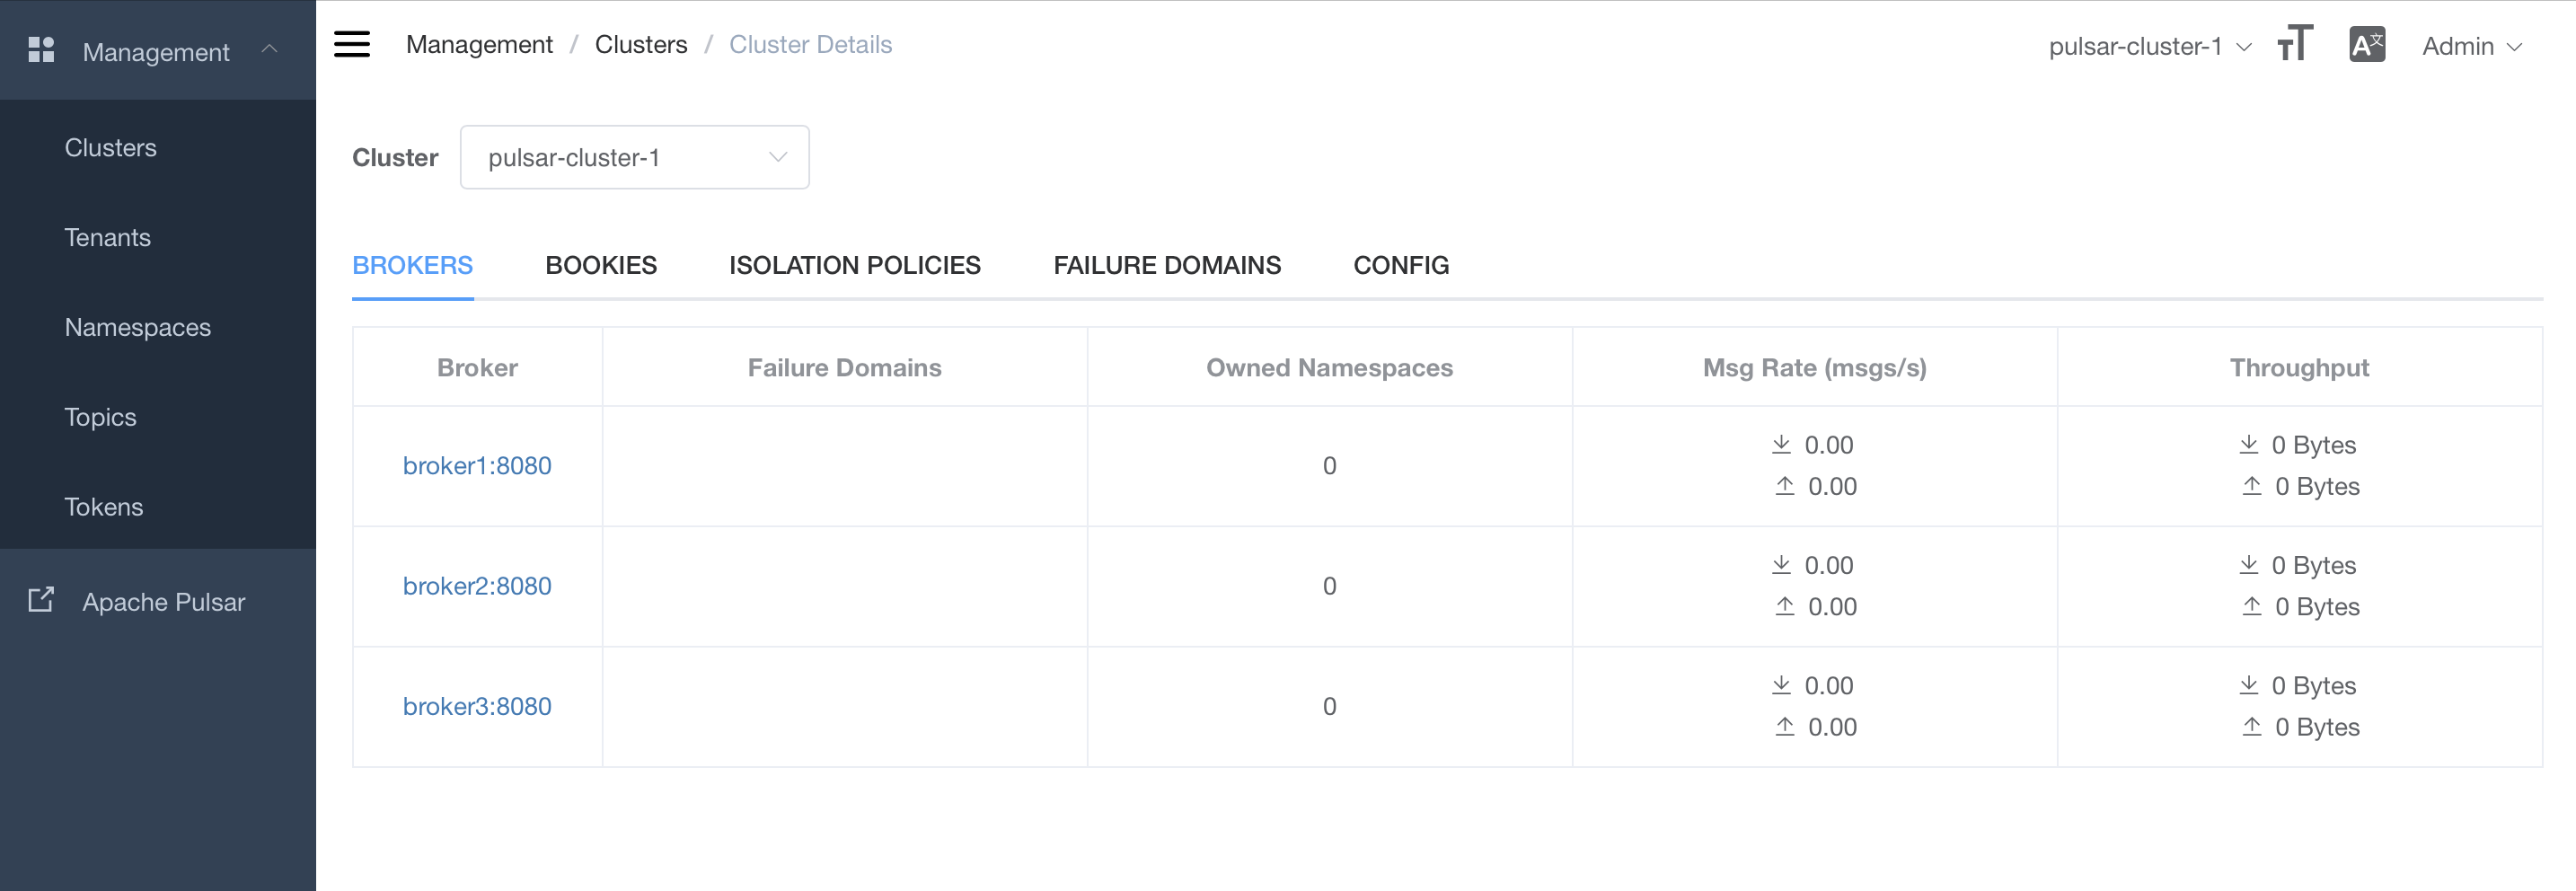 Management
Clusters
Tenants
Namespaces
Topics
Tokens
Apache Pulsar
Management / Clusters / Cluster Details
pulsar-cluster-1
Admin
Cluster pulsar-cluster-1
BROKERS BOOKIES ISOLATION POLICIES FAILURE DOMAINS CONFIG
Broker Failure Domains Owned Namespaces Msg Rate (msgs/s) Throughput
broker1:8080 0 0.00 0 Bytes
0.00 0 Bytes
broker2:8080 0 0.00 0 Bytes
0.00 0 Bytes
broker3:8080 0 0.00 0 Bytes
0.00 0 Bytes